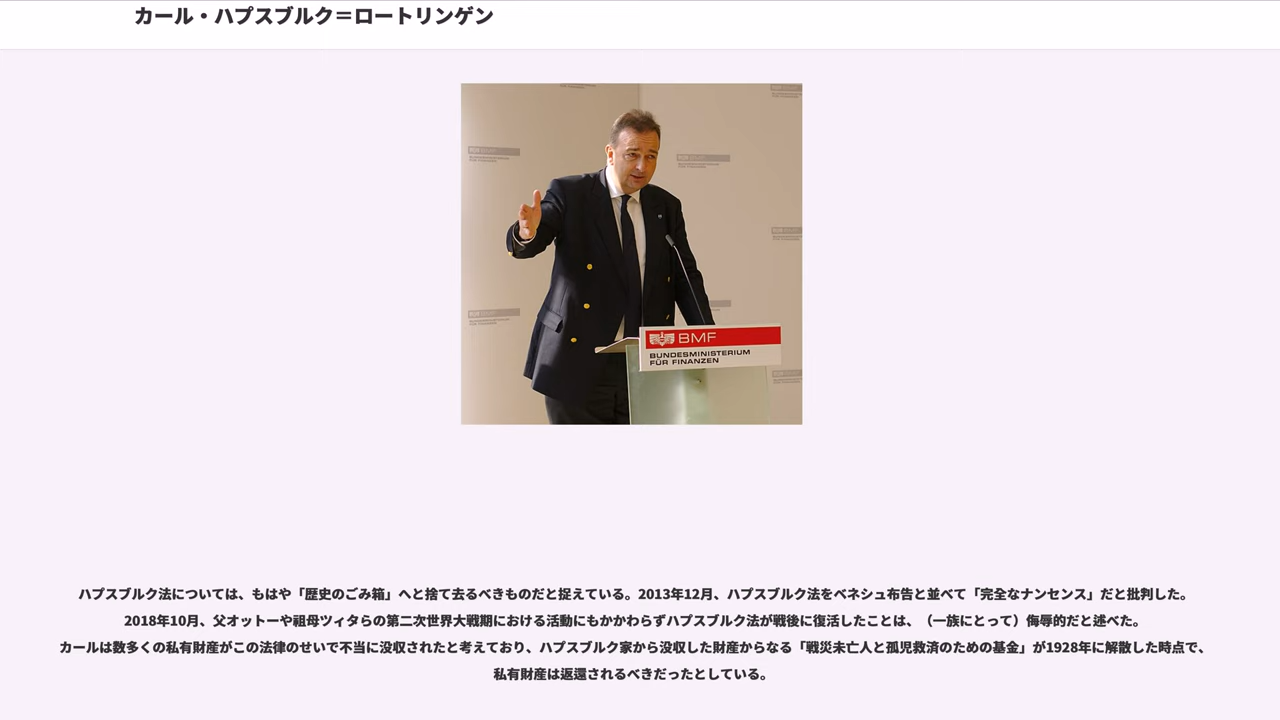 カール・ハプスブルク＝ロートリンゲン
BMF
BUNDESMINISTERIUM
FÜR FINANZEN
ハプスブルク法については、もはや「歴史のごみ箱」へと捨て去るべきものだと捉えている。2013年12月、ハプスブルク法をベネシュ布告と並べて「完全なナンセンス」だと批判した。
2018年10月、父オットーや祖母ツィタらの第二次世界大戦期における活動にもかかわらずハプスブルク法が戦後に復活したことは、（一族にとって）侮辱的だと述べた。
カールは数多くの私有財産がこの法律のせいで不当に没収されたと考えており、ハプスブルク家から没収した財産からなる「戦災未亡人と孤児救済のための基金」が1928年に解散した時点で、
私有財産は返還されるべきだったとしている。